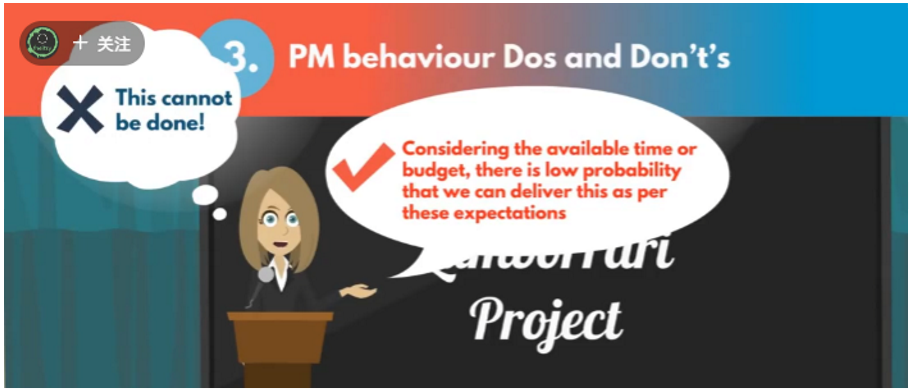 + 关注
3. PM behaviour Dos and Don't's
This cannot
be done!
Considering the available time or
budget, there is low probability
that we can deliver this as per
these expectations
Project